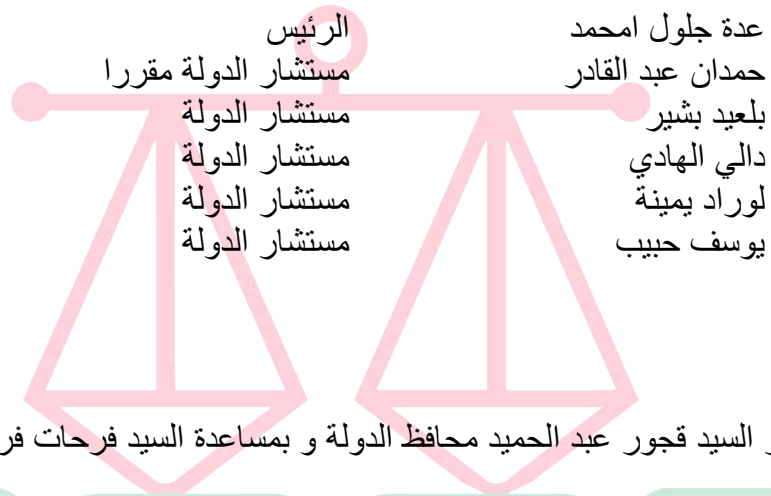 عدة جلول امحمد الرئيس
حمدان عبد القادر مستشار الدولة مقررا
بلعيد بشير مستشار الدولة
دالي الهادي مستشار الدولة
لوراد يمينة مستشار الدولة
يوسف حبيب مستشار الدولة
السيد قجور عبد الحميد محافظ الدولة و بمساعدة السيد فرحات